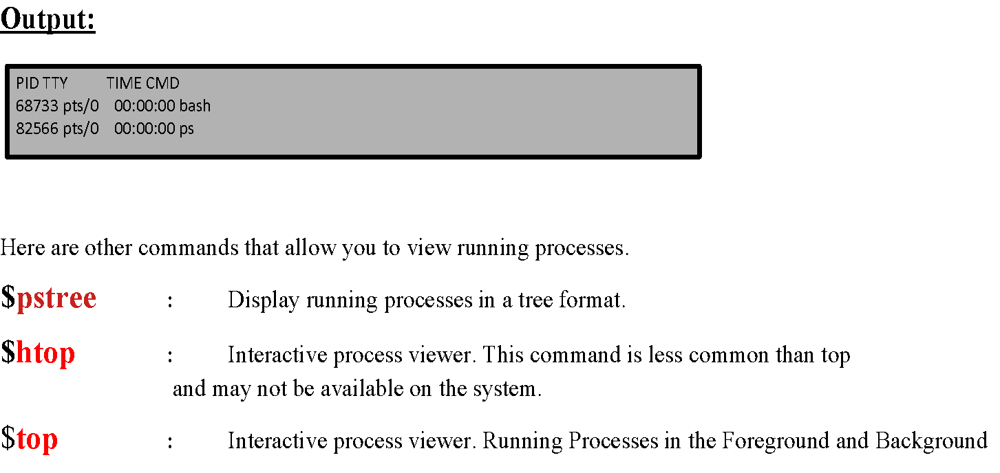 Output:
PID TTY TIME CMD
68733 pts/0 00:00:00 bash
82566 pts/0 00:00:00 ps
Here are other commands that allow you to view running processes.
$pstree : Display running processes in a tree format.
$htop : Interactive process viewer. This command is less common than top
and may not be available on the system.
$top : Interactive process viewer. Running Processes in the Foreground and Background